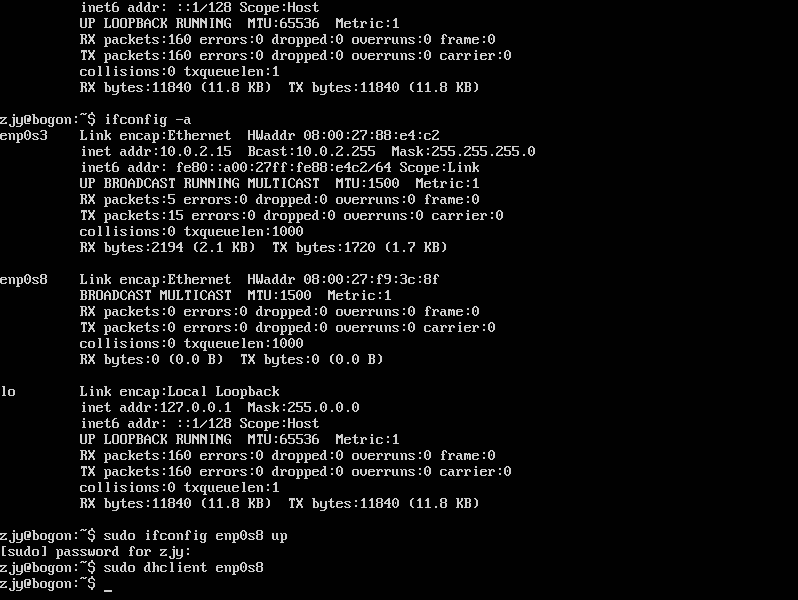 inet6 addr: ::1/128 Scope:Host
UP LOOPBACK RUNNING  MTU:65536  Metric:1
RX packets:160 errors:0 dropped:0 overruns:0 frame:0
TX packets:160 errors:0 dropped:0 overruns:0 carrier:0
collisions:0 txqueuelen:1
RX bytes:11840 (11.8 KB)  TX bytes:11840 (11.8 KB)
zjy@bogon:~$ ifconfig -a
enp0s3    Link encap:Ethernet  HWaddr 08:00:27:88:e4:c2
inet addr:10.0.2.15  Bcast:10.0.2.255  Mask:255.255.255.0
inet6 addr: fe80::a00:27ff:fe88:e4c2/64 Scope:Link
UP BROADCAST RUNNING MULTICAST  MTU:1500  Metric:1
RX packets:5 errors:0 dropped:0 overruns:0 frame:0
TX packets:15 errors:0 dropped:0 overruns:0 carrier:0
collisions:0 txqueuelen:1000
RX bytes:2194 (2.1 KB)  TX bytes:1720 (1.7 KB)
enp0s8    Link encap:Ethernet  HWaddr 08:00:27:f9:3c:8f
BROADCAST MULTICAST  MTU:1500  Metric:1
RX packets:0 errors:0 dropped:0 overruns:0 frame:0
TX packets:0 errors:0 dropped:0 overruns:0 carrier:0
collisions:0 txqueuelen:1000
RX bytes:0 (0.0 B)  TX bytes:0 (0.0 B)
lo        Link encap:Local Loopback
inet addr:127.0.0.1  Mask:255.0.0.0
inet6 addr: ::1/128 Scope:Host
UP LOOPBACK RUNNING  MTU:65536  Metric:1
RX packets:160 errors:0 dropped:0 overruns:0 frame:0
TX packets:160 errors:0 dropped:0 overruns:0 carrier:0
collisions:0 txqueuelen:1
RX bytes:11840 (11.8 KB)  TX bytes:11840 (11.8 KB)
zjy@bogon:~$ sudo ifconfig enp0s8 up
[sudo] password for zjy:
zjy@bogon:~$ sudo dhclient enp0s8
zjy@bogon:~$ _